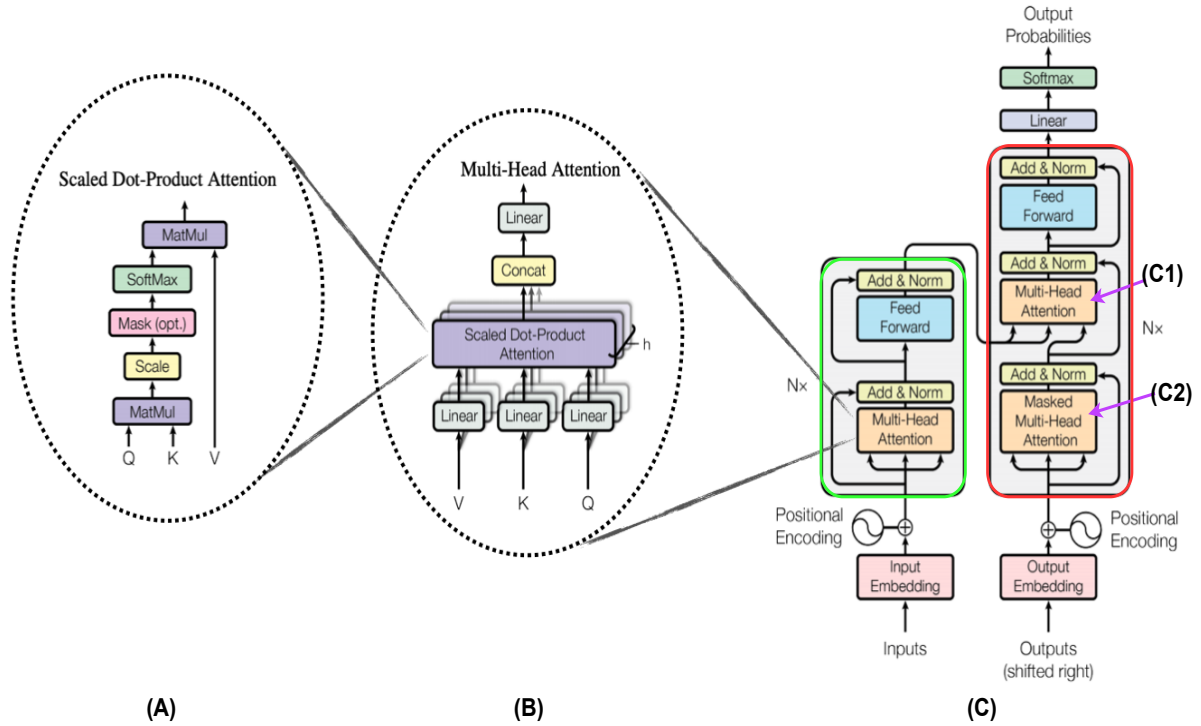 Scaled Dot-Product Attention
MatMul
SoftMax
Mask (opt.)
Scale
MatMul
Q K V
(A)
Multi-Head Attention
Linear
Concat
Scaled Dot-Product
Attention
h
Linear Linear Linear
V K Q
(B)
Output
Probabilities
Softmax
Linear
Add & Norm
Feed
Forward
Add & Norm
Multi-Head
Attention
(C1)
N×
Add & Norm
Masked
Multi-Head
Attention
(C2)
Positional
Encoding
Output
Embedding
Outputs
(shifted right)
Add & Norm
Feed
Forward
N×
Add & Norm
Multi-Head
Attention
Positional
Encoding
Input
Embedding
Inputs
(C)